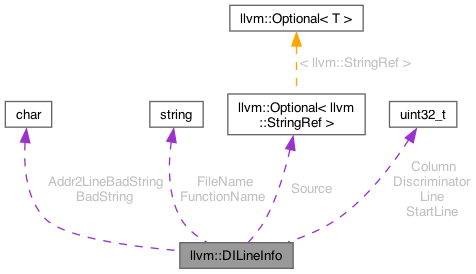 llvm::Optional< T >
< llvm::StringRef >
char
string
llvm::Optional< llvm
::StringRef >
uint32_t
Addr2LineBadString
BadString
FileName
FunctionName
Source
Column
Discriminator
Line
StartLine
llvm::DILineInfo